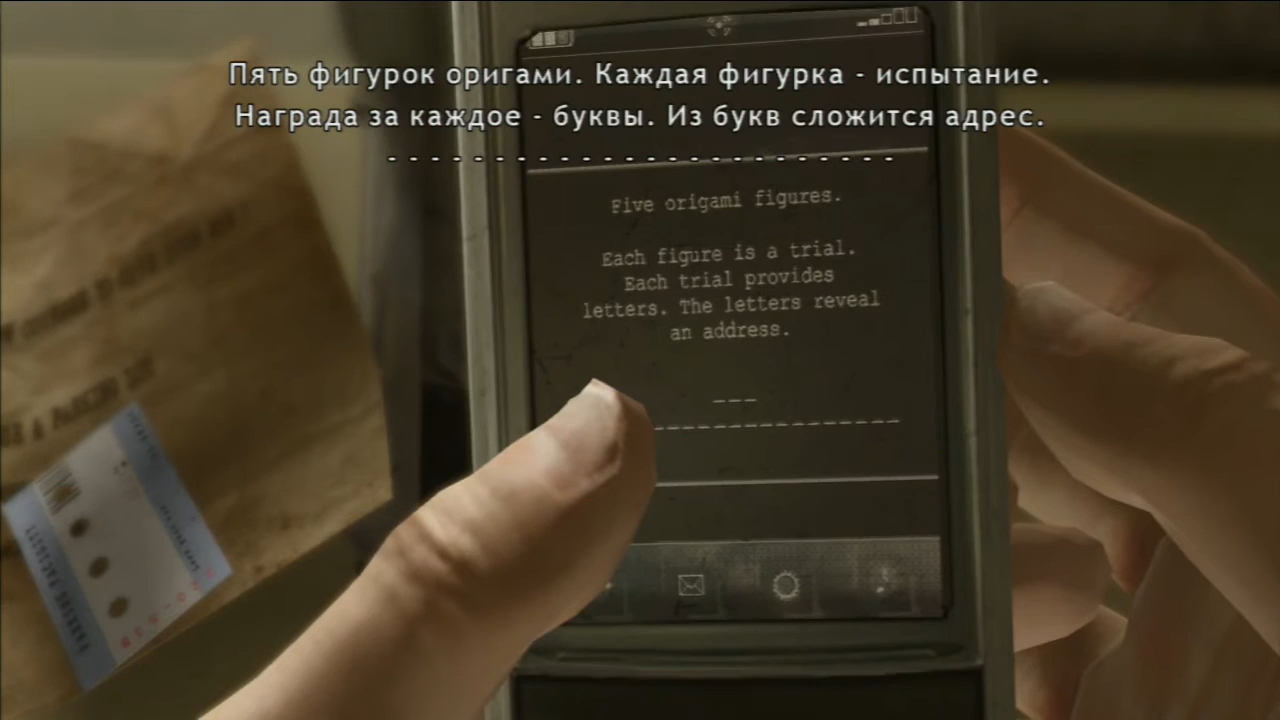 Пять фигурок оригами. Каждая фигурка - испытание.
Награда за каждое - буквы. Из букв сложится адрес.
- - - - - - - - - - - - - - - - - - - - - - - -
Five origami figures.
Each figure is a trial.
Each trial provides
letters. The letters reveal
an address.